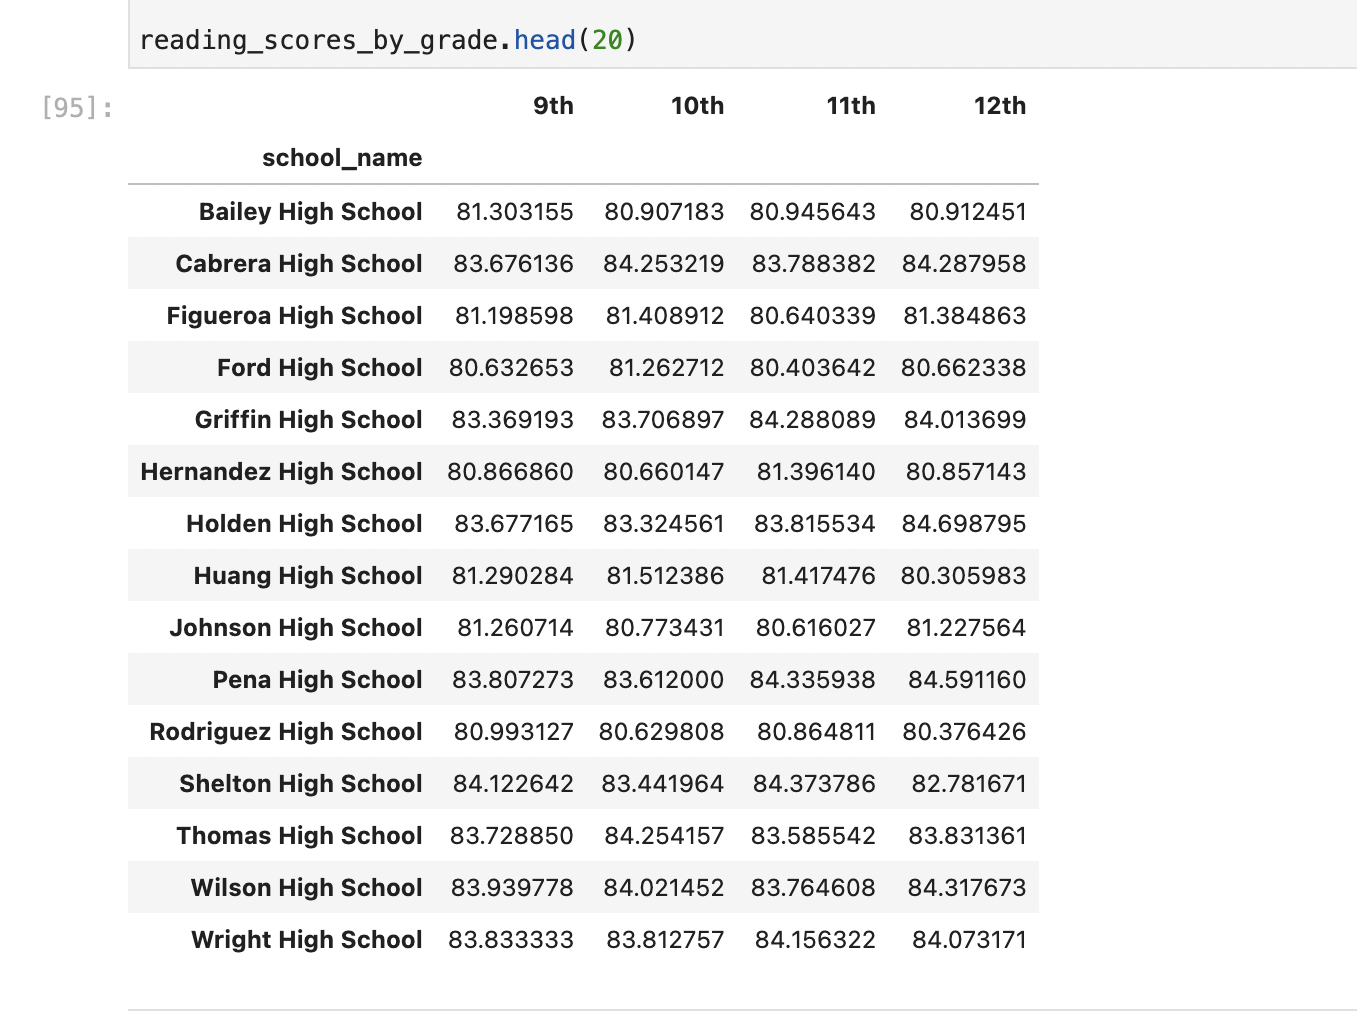 reading_scores_by_grade.head(20)
[95]:
9th 10th 11th 12th
school_name
Bailey High School 81.303155 80.907183 80.945643 80.912451
Cabrera High School 83.676136 84.253219 83.788382 84.287958
Figueroa High School 81.198598 81.408912 80.640339 81.384863
Ford High School 80.632653 81.262712 80.403642 80.662338
Griffin High School 83.369193 83.706897 84.288089 84.013699
Hernandez High School 80.866860 80.660147 81.396140 80.857143
Holden High School 83.677165 83.324561 83.815534 84.698795
Huang High School 81.290284 81.512386 81.417476 80.305983
Johnson High School 81.260714 80.773431 80.616027 81.227564
Pena High School 83.807273 83.612000 84.335938 84.591160
Rodriguez High School 80.993127 80.629808 80.864811 80.376426
Shelton High School 84.122642 83.441964 84.373786 82.781671
Thomas High School 83.728850 84.254157 83.585542 83.831361
Wilson High School 83.939778 84.021452 83.764608 84.317673
Wright High School 83.833333 83.812757 84.156322 84.073171